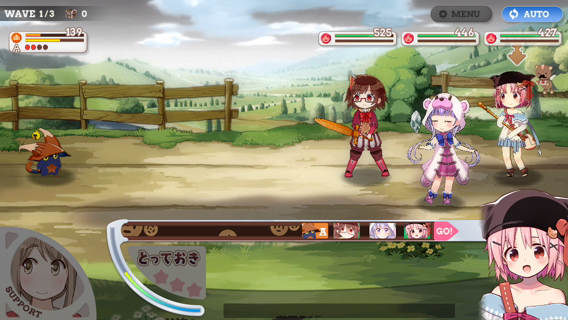 WAVE 1/3
0
MENU
AUTO
139
525
446
427
A
GO!
とっておき
SUPPORT